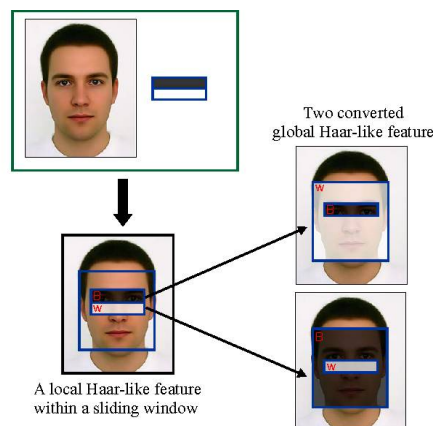 Two converted
global Haar-like feature
W
B
B
W
B
W
A local Haar-like feature
within a sliding window